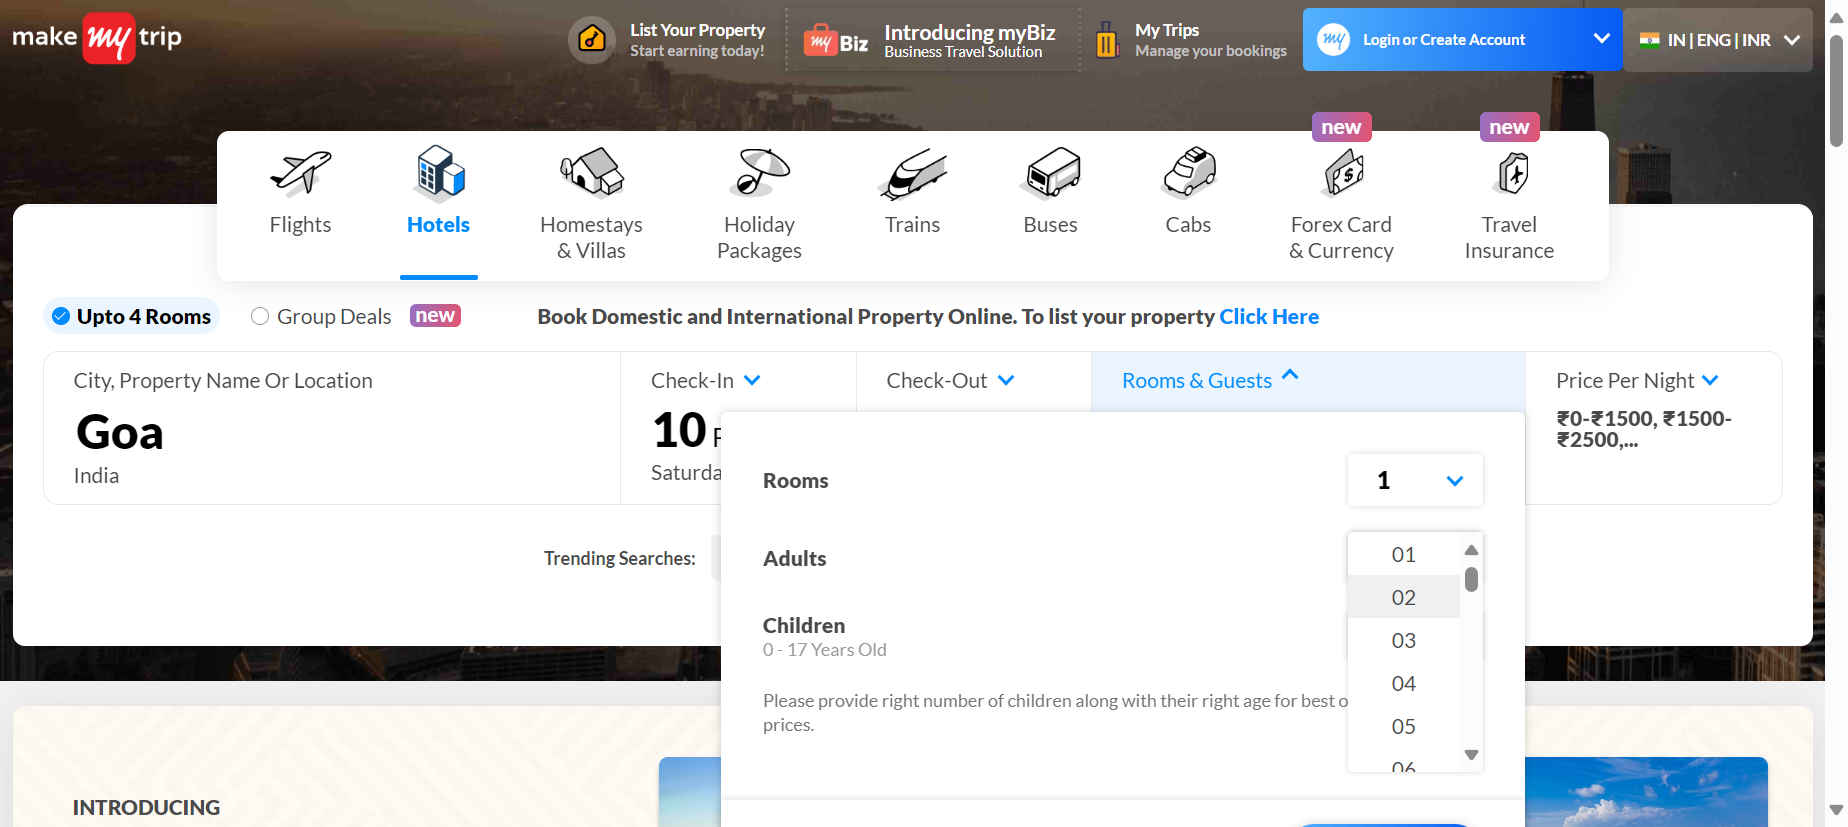 make my trip
List Your Property
Start earning today!
my Biz
Introducing myBiz
Business Travel Solution
My Trips
Manage your bookings
my Login or Create Account
IN | ENG | INR
new
new
Flights
Hotels
Homestays
& Villas
Holiday
Packages
Trains
Buses
Cabs
Forex Card
& Currency
Travel
Insurance
Upto 4 Rooms
Group Deals
new
Book Domestic and International Property Online. To list your property Click Here
City, Property Name Or Location
Goa
India
Check-In
10
Check-Out
Rooms & Guests
Price Per Night
₹0-₹1500, ₹1500-
₹2500,...
Rooms
1
Adults
01
02
03
04
05
06
Children
0 - 17 Years Old
Please provide right number of children along with their right age for best
prices.
Trending Searches:
INTRODUCING